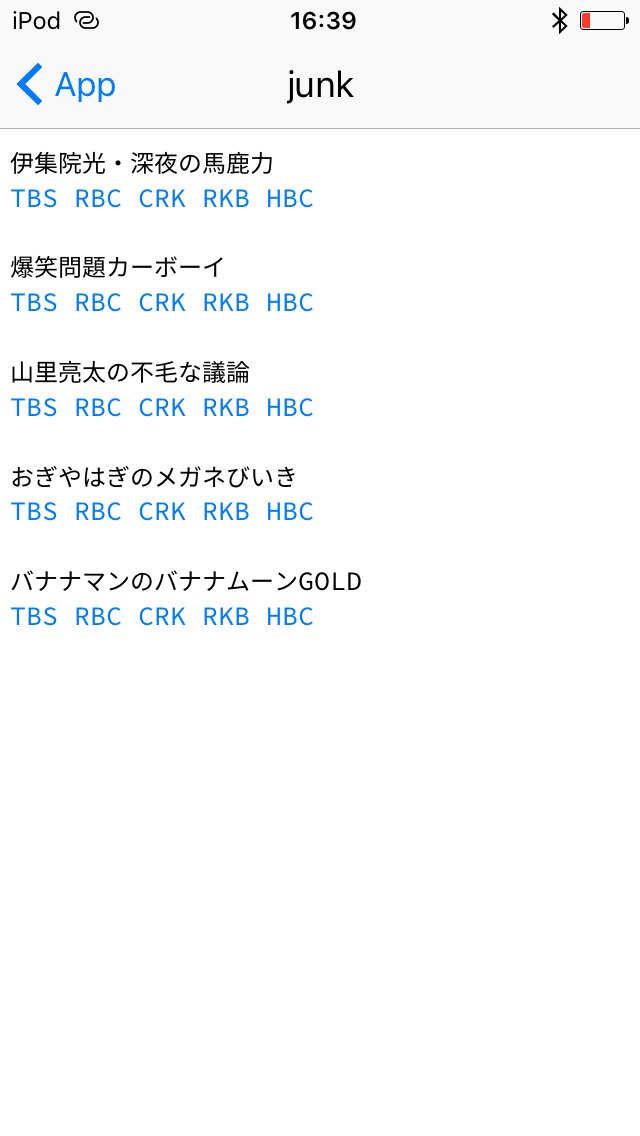 iPod 16:39
App junk
伊集院光・深夜の馬鹿力
TBS RBC CRK RKB HBC
爆笑問題カーボーイ
TBS RBC CRK RKB HBC
山里亮太の不毛な議論
TBS RBC CRK RKB HBC
おぎやはぎのメガネびいき
TBS RBC CRK RKB HBC
バナナマンのバナナムーンGOLD
TBS RBC CRK RKB HBC